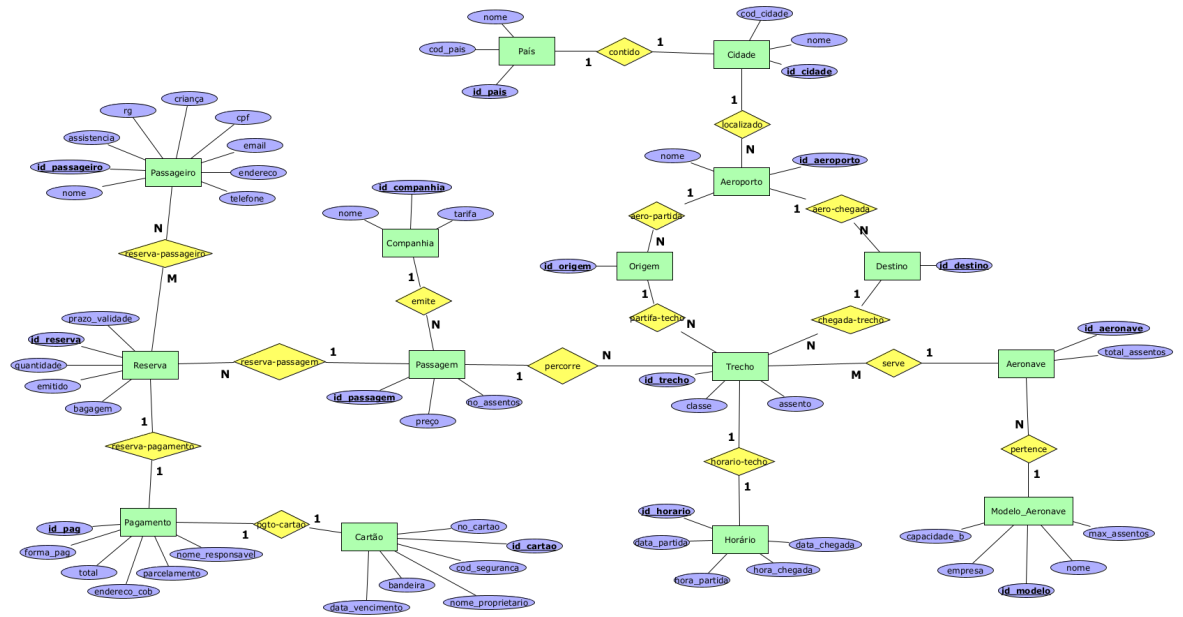 nome
cod_pais
País
id_pais
1
contido
1
cod_cidade
nome
Cidade
id_cidade
1
localizado
N
nome
id_aeroporto
Aeroporto
1
aero-partida
N
1
aero-chegada
N
id_origem
Origem
1
partifa-techo
N
Destino
id_destino
1
chegada-trecho
N
criança
rg
cpf
assistencia
email
id_passageiro
Passageiro
endereco
nome
telefone
N
reserva-passageiro
M
id_companhia
nome
tarifa
Companhia
1
emite
N
prazo_validade
id_reserva
quantidade
Reserva
emitido
bagagem
N
reserva-passagem
1
Passagem
id_passagem
no_assentos
preço
1
percorre
N
Trecho
id_trecho
classe
assento
M
serve
1
id_aeronave
total_assentos
Aeronave
N
pertence
1
Modelo_Aeronave
capacidade_b
max_assentos
empresa
nome
id_modelo
1
horario-techo
1
id_horario
data_partida
Horário
data_chegada
hora_partida
hora_chegada
1
reserva-pagamento
1
Pagamento
id_pag
forma_pag
nome_responsavel
total
parcelamento
endereco_cob
1
pgto-cartao
1
Cartão
no_cartao
id_cartao
cod_seguranca
bandeira
data_vencimento
nome_proprietario